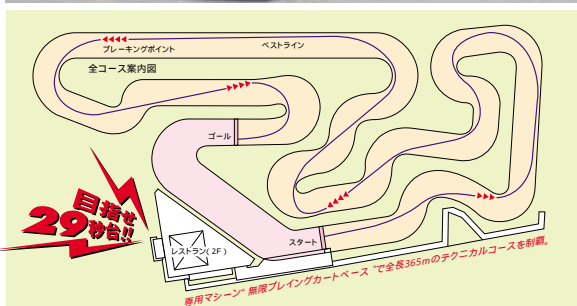 ブレーキングポイント
ベストライン
全コース案内図
ゴール
目指せ
29秒台!!
レストラン(2F)
スタート
専用マシーン“無限プレイングカートベース”で全長365mのテクニカルコースを制覇。